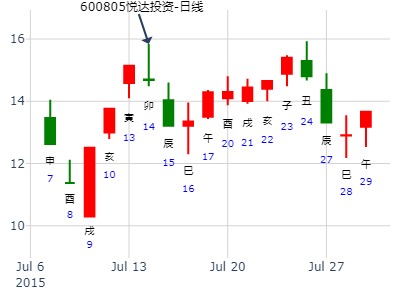 600805悦达投资-日线
16
14
12
10
申
7
酉
8
戌
9
亥
10
寅
13
卯
14
辰
15
巳
16
午
17
酉
20
戌
21
亥
22
子
23
丑
24
辰
27
巳
28
午
29
Jul 6
2015
Jul 13
Jul 20
Jul 27